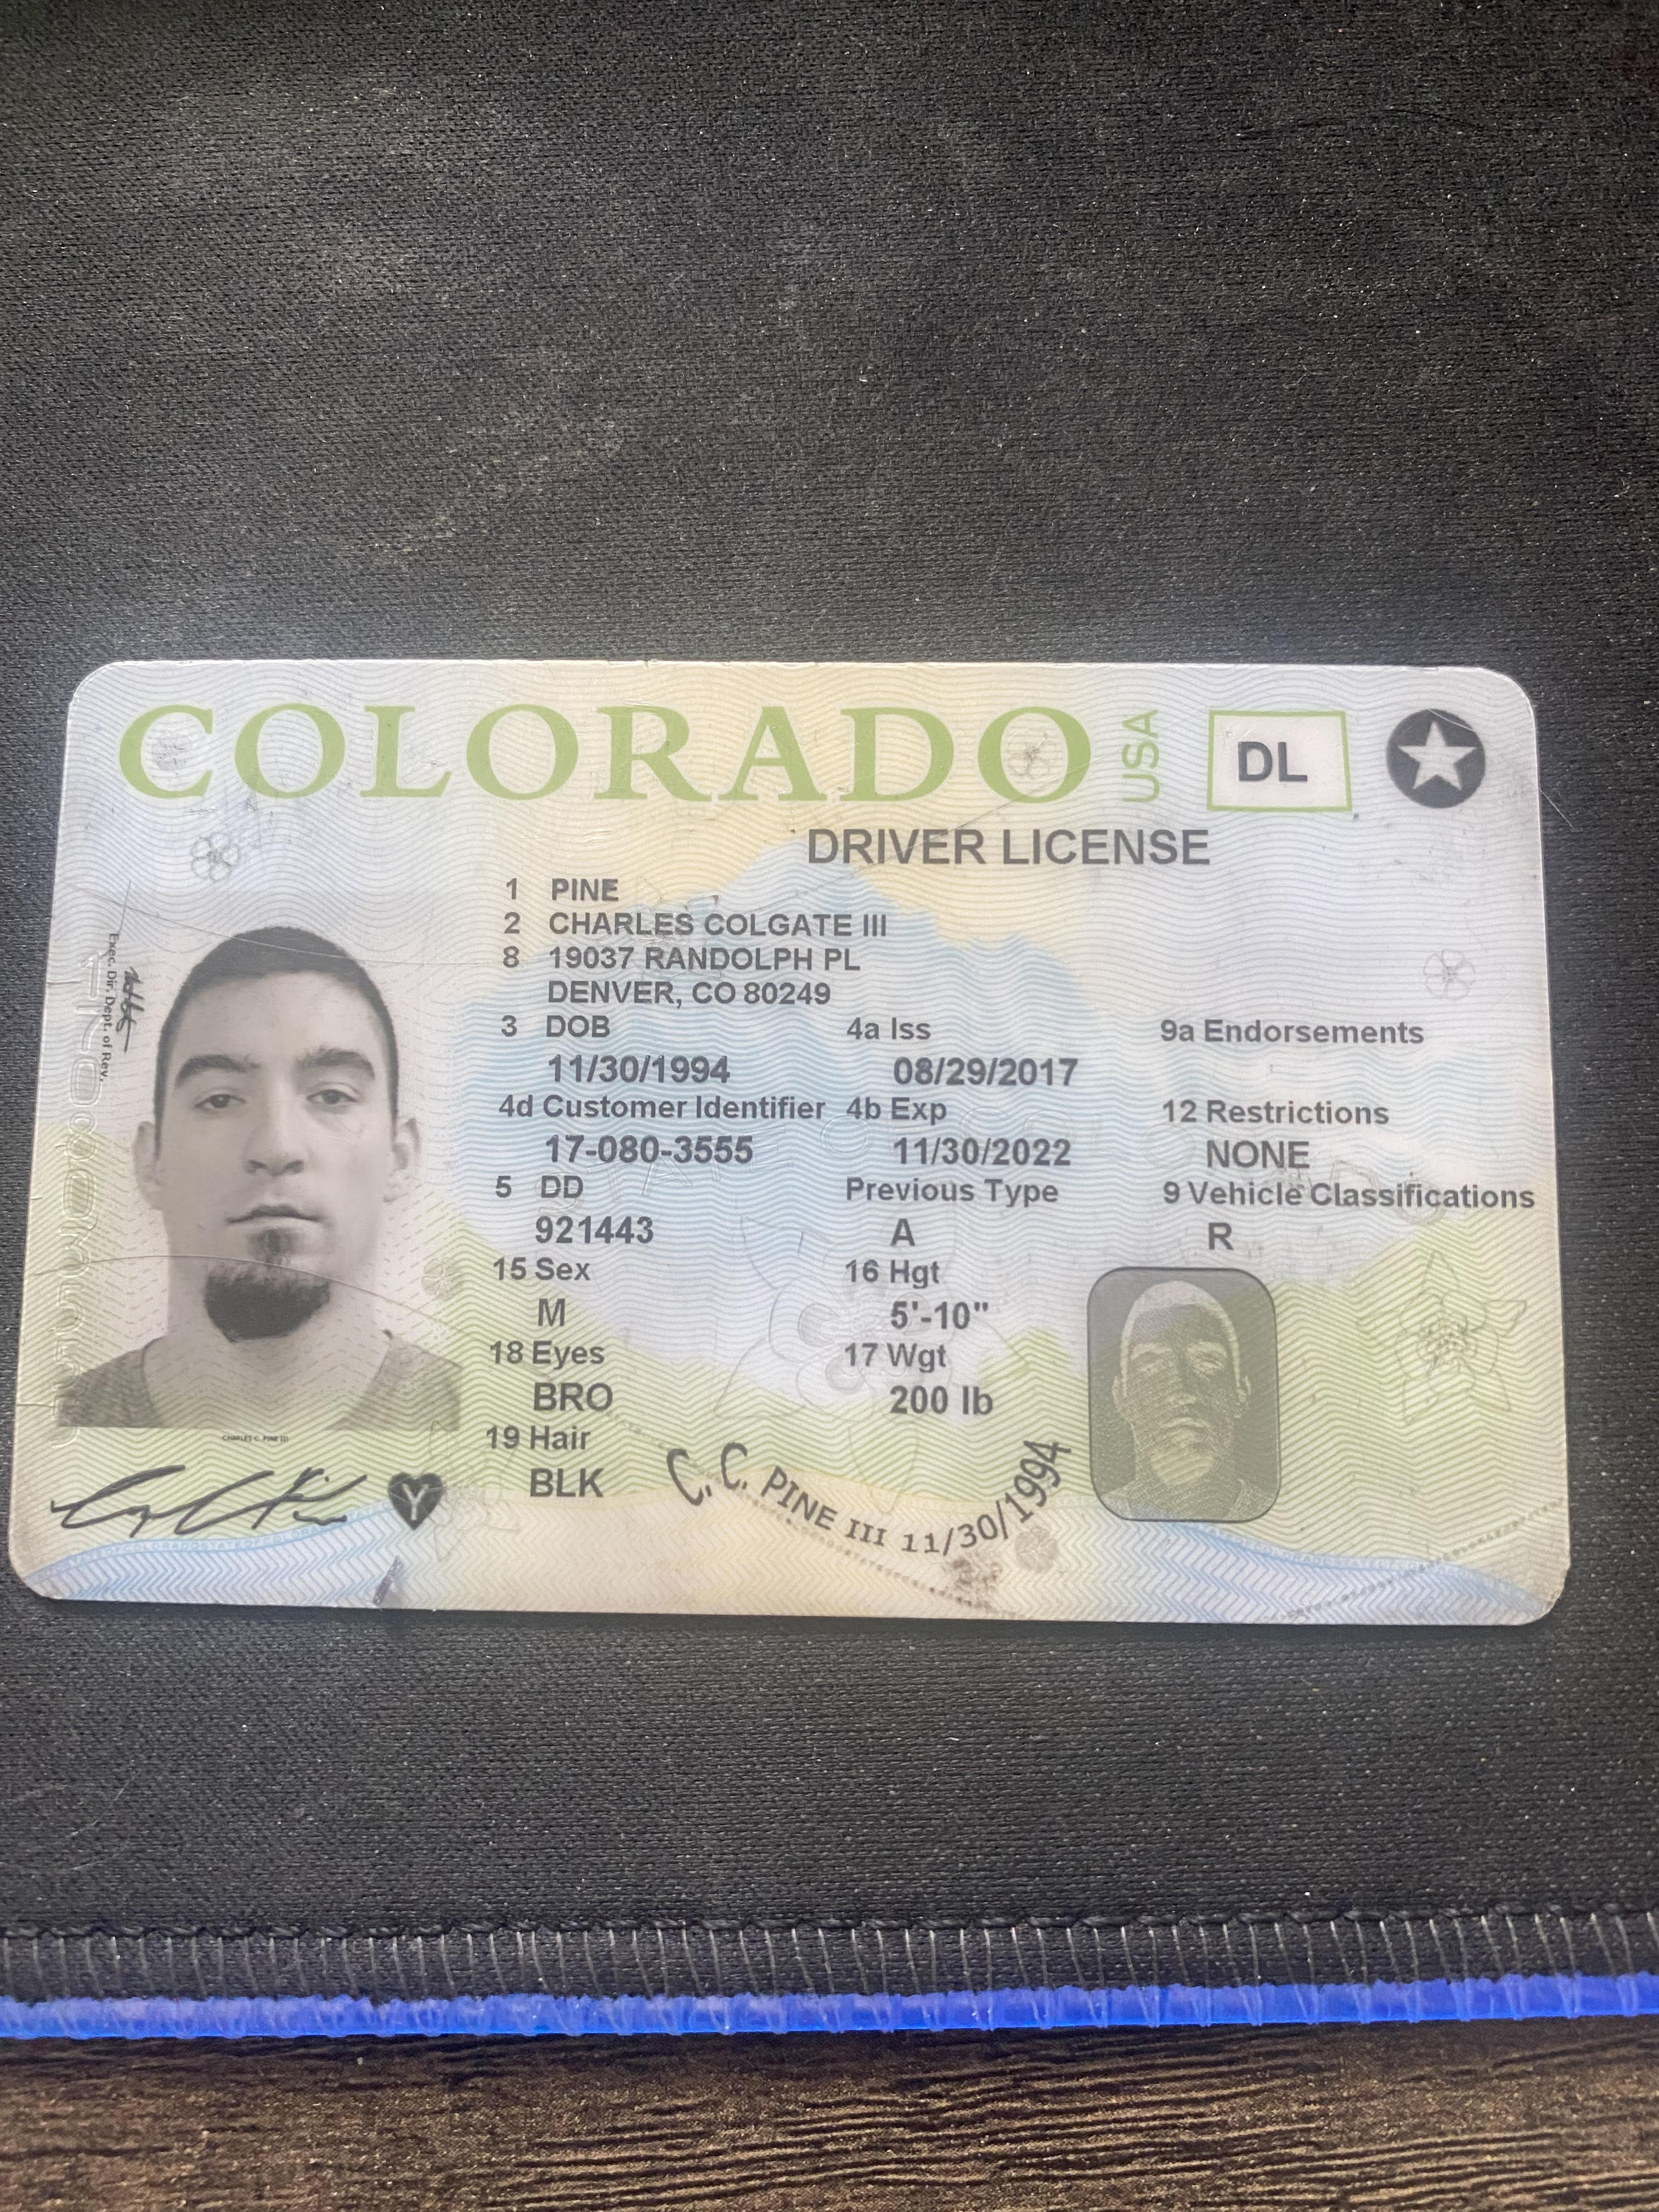 COLORADO USA DL
DRIVER LICENSE
1 PINE
2 CHARLES COLGATE III
8 19037 RANDOLPH PL
DENVER, CO 80249
3 DOB 4a Iss 9a Endorsements
11/30/1994 08/29/2017
4d Customer Identifier 4b Exp 12 Restrictions
17-080-3555 11/30/2022 NONE
5 DD Previous Type 9 Vehicle Classifications
921443 A R
15 Sex 16 Hgt
M 5'-10"
18 Eyes 17 Wgt
BRO 200 lb
19 Hair
BLK
C. C. PINE III 11/30/1994
Exec. Dir. Dept. of Rev.
CHARLES C. PINE III
Y